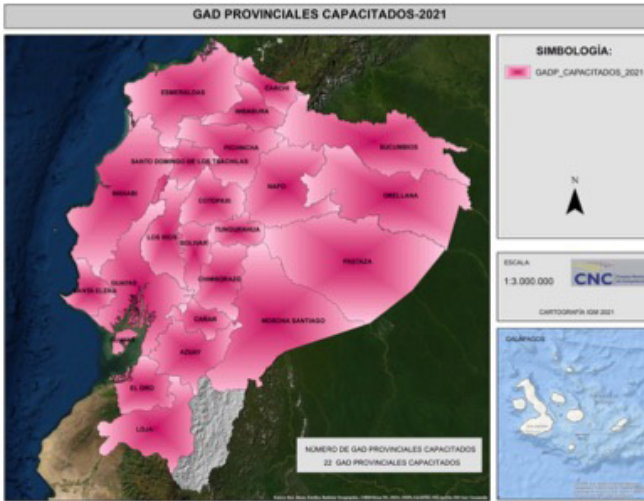 GAD PROVINCIALES CAPACITADOS-2021
SIMBOLOGÍA:
GADP_CAPACITADOS_2021
ESMERALDAS
CARCHI
IMBABURA
PICHINCHA
SUCUMBIOS
SANTO DOMINGO DE LOS TSACHILAS
MANABI
COTOPAXI
NAPO
ORELLANA
LOS RIOS
TUNGURAHUA
BOLIVAR
PASTAZA
CHIMBORAZO
GUAYAS
SANTA ELENA
CAÑAR
MORONA SANTIAGO
AZUAY
EL ORO
LOJA
NÚMERO DE GAD PROVINCIALES CAPACITADOS
22 GAD PROVINCIALES CAPACITADOS
N
ESCALA
1:3.000.000
CNC
CARTOGRAFÍA IGM 2021
GALÁPAGOS